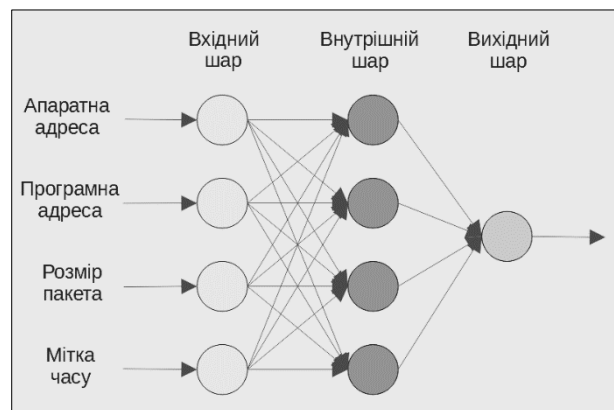 Вхідний
шар
Внутрішній
шар
Вихідний
шар
Апаратна
адреса
Програмна
адреса
Розмір
пакета
Мітка
часу